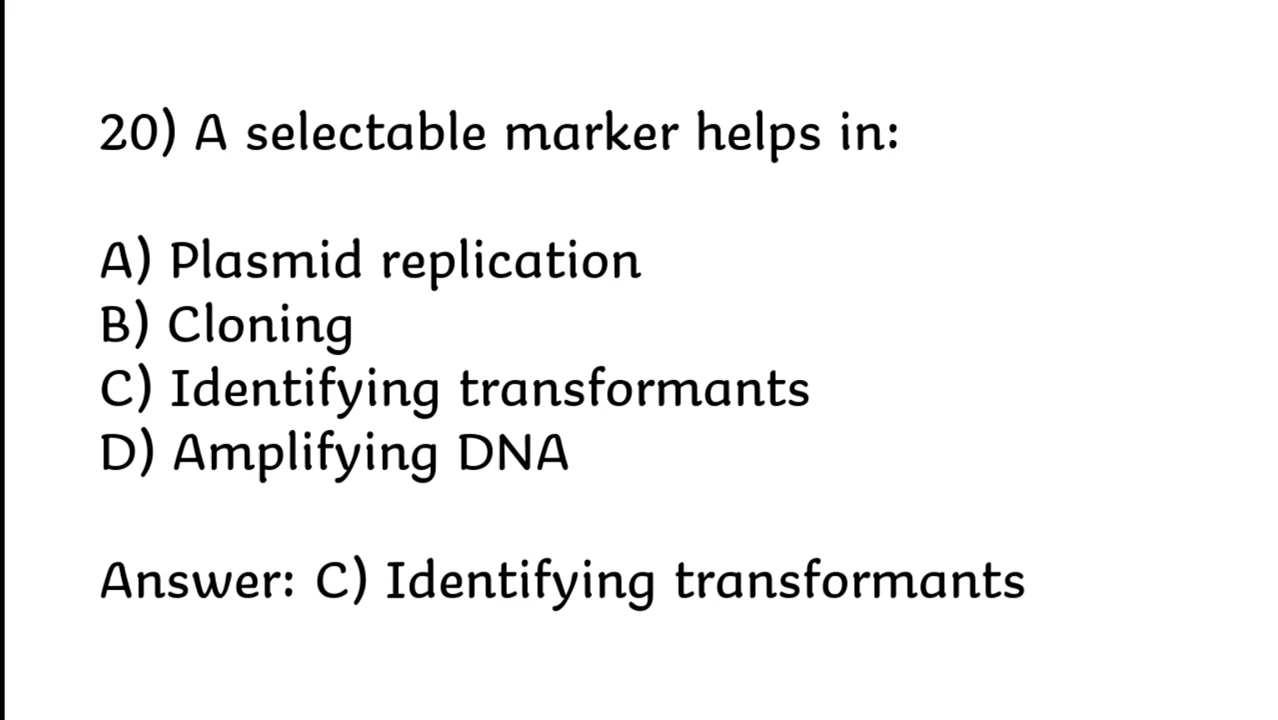 20) A selectable marker helps in:
A) Plasmid replication
B) Cloning
C) Identifying transformants
D) Amplifying DNA
Answer: C) Identifying transformants